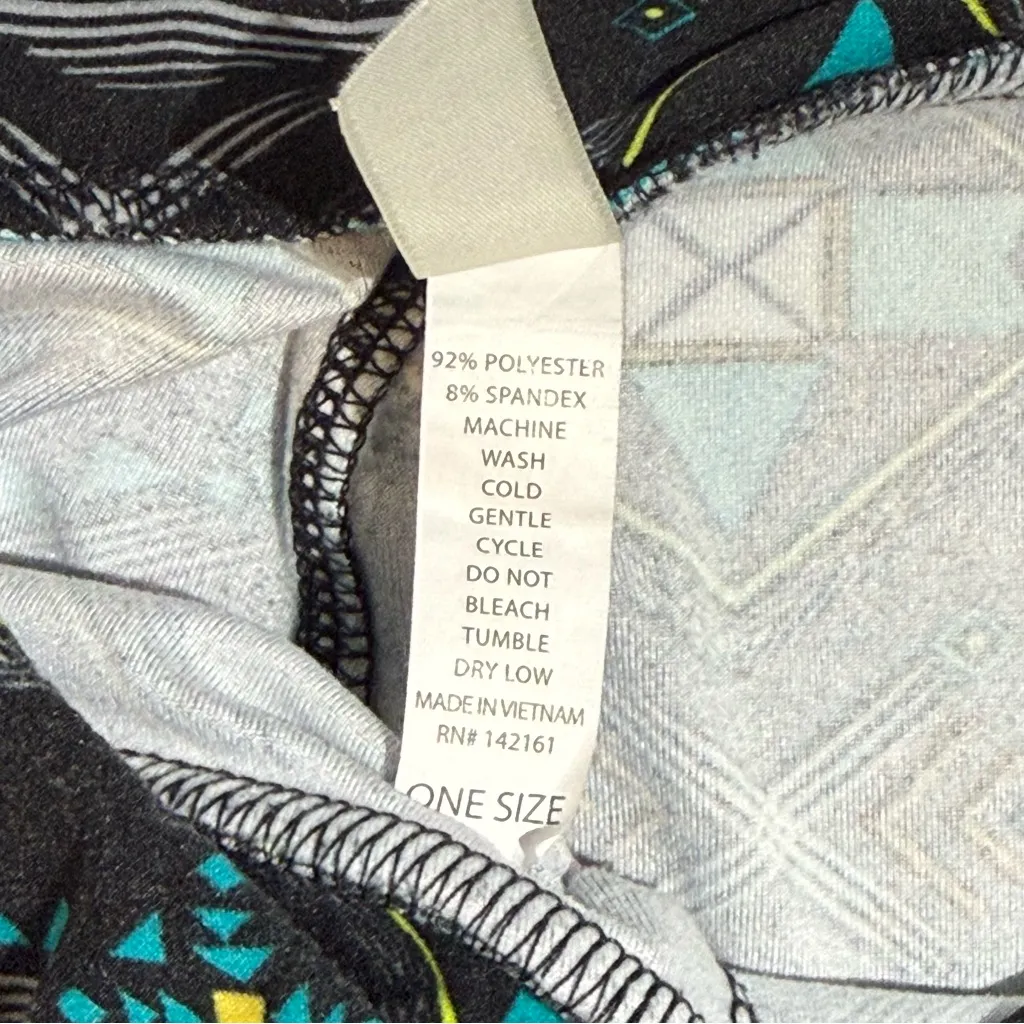 92% POLYESTER
8% SPANDEX
MACHINE
WASH
COLD
GENTLE
CYCLE
DO NOT
BLEACH
TUMBLE
DRY LOW
MADE IN VIETNAM
RN# 142161
ONE SIZE